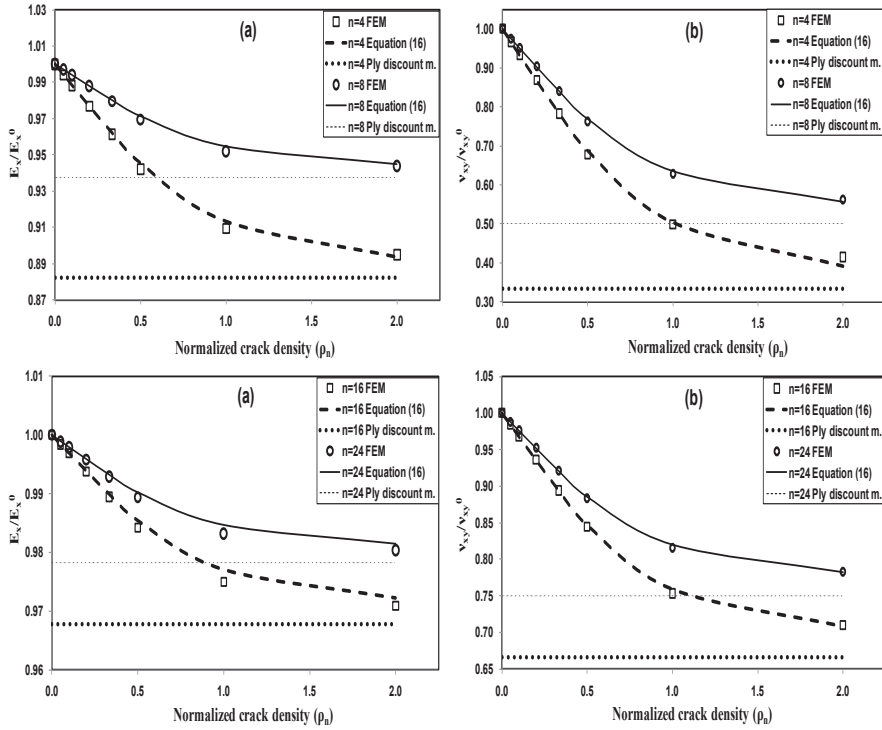 (a)
n=4 FEM
n=4 Equation (16)
n=4 Ply discount m.
n=8 FEM
n=8 Equation (16)
n=8 Ply discount m.
Ex/Ex⁰
1.03
1.01
0.99
0.97
0.95
0.93
0.91
0.89
0.87
0.0
0.5
1.0
1.5
2.0
Normalized crack density (ρn)
(b)
n=4 FEM
n=4 Equation (16)
n=4 Ply discount m.
n=8 FEM
n=8 Equation (16)
n=8 Ply discount m.
νxy/νxy⁰
1.00
0.90
0.80
0.70
0.60
0.50
0.40
0.30
0.0
0.5
1.0
1.5
2.0
Normalized crack density (ρn)
(a)
n=16 FEM
n=16 Equation (16)
n=16 Ply discount m.
n=24 FEM
n=24 Equation (16)
n=24 Ply discount m.
Ex/Ex⁰
1.01
1.00
0.99
0.98
0.97
0.96
0.0
0.5
1.0
1.5
2.0
Normalized crack density (ρn)
(b)
n=16 FEM
n=16 Equation (16)
n=16 Ply discount m.
n=24 FEM
n=24 Equation (16)
n=24 Ply discount m.
νxy/νxy⁰
1.05
1.00
0.95
0.90
0.85
0.80
0.75
0.70
0.65
0.0
0.5
1.0
1.5
2.0
Normalized crack density (ρn)